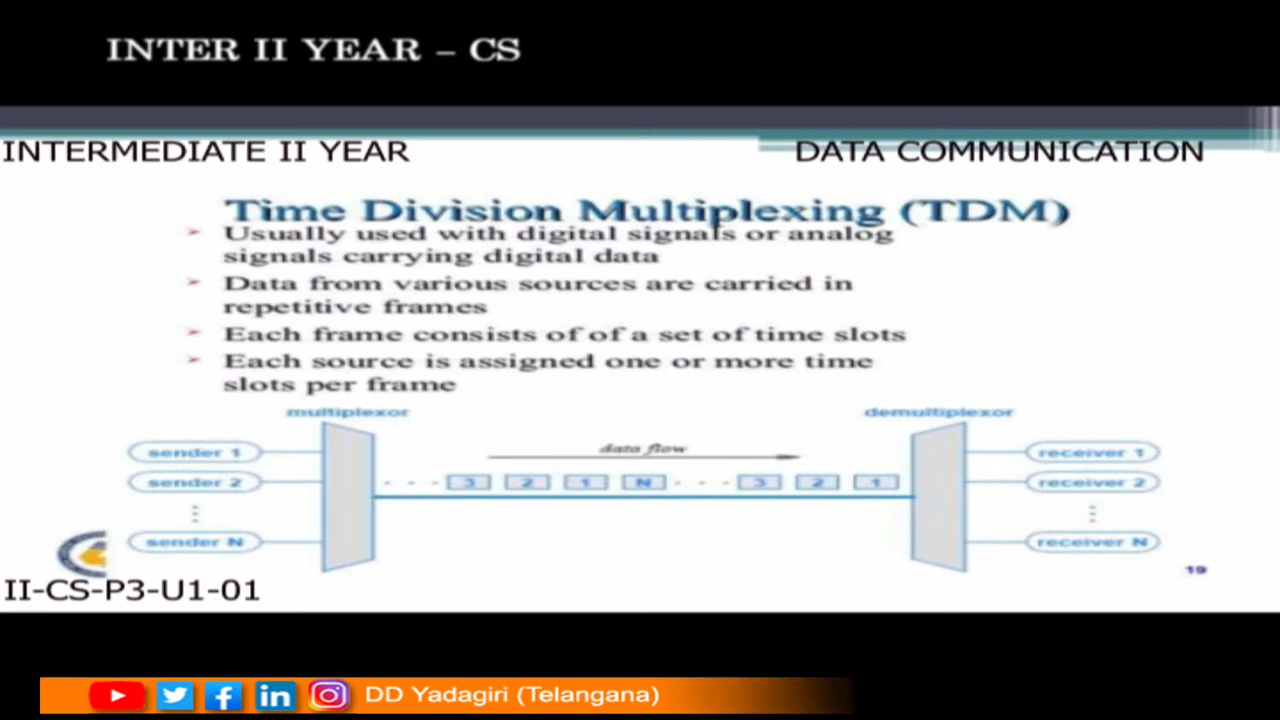 INTER II YEAR – CS
INTERMEDIATE II YEAR
DATA COMMUNICATION
Time Division Multiplexing (TDM)
➢ Usually used with digital signals or analog
signals carrying digital data
➢ Data from various sources are carried in
repetitive frames
➢ Each frame consists of of a set of time slots
➢ Each source is assigned one or more time
slots per frame
multiplexor
demultiplexor
sender 1
data flow
receiver 1
sender 2
. . . 3 2 1 N . . . 3 2 1
receiver 2
⋮
⋮
sender N
receiver N
19
II-CS-P3-U1-01
DD Yadagiri (Telangana)